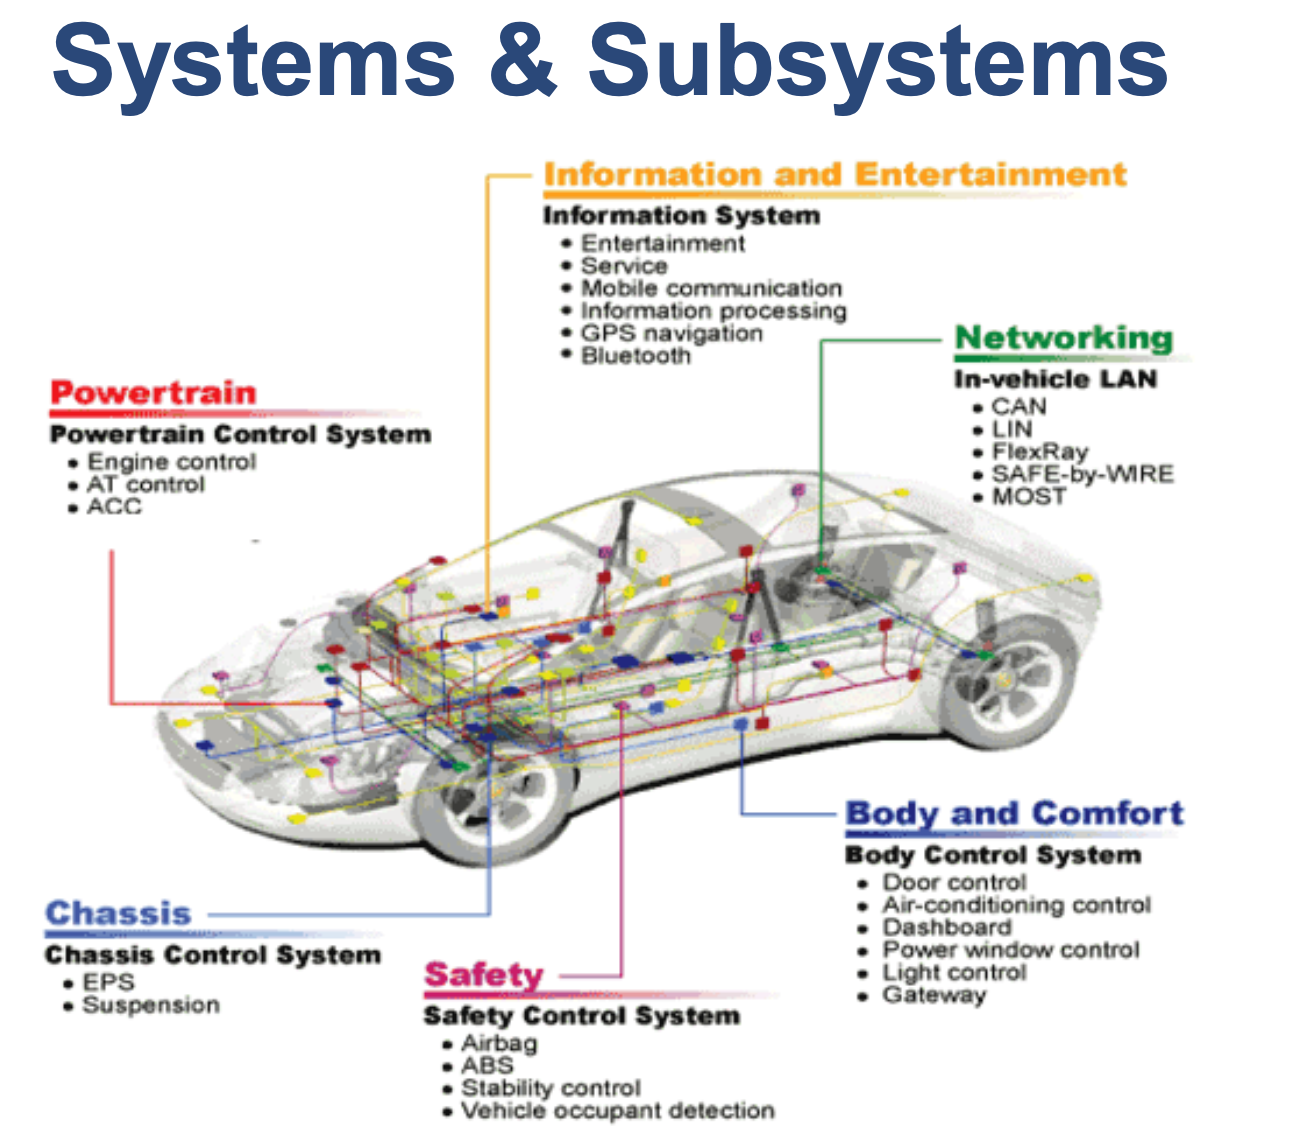 Systems & Subsystems
Information and Entertainment
Information System
• Entertainment
• Service
• Mobile communication
• Information processing
• GPS navigation
• Bluetooth
Networking
In-vehicle LAN
• CAN
• LIN
• FlexRay
• SAFE-by-WIRE
• MOST
Powertrain
Powertrain Control System
• Engine control
• AT control
• ACC
Body and Comfort
Body Control System
• Door control
• Air-conditioning control
• Dashboard
• Power window control
• Light control
• Gateway
Chassis
Chassis Control System
• EPS
• Suspension
Safety
Safety Control System
• Airbag
• ABS
• Stability control
• Vehicle occupant detection